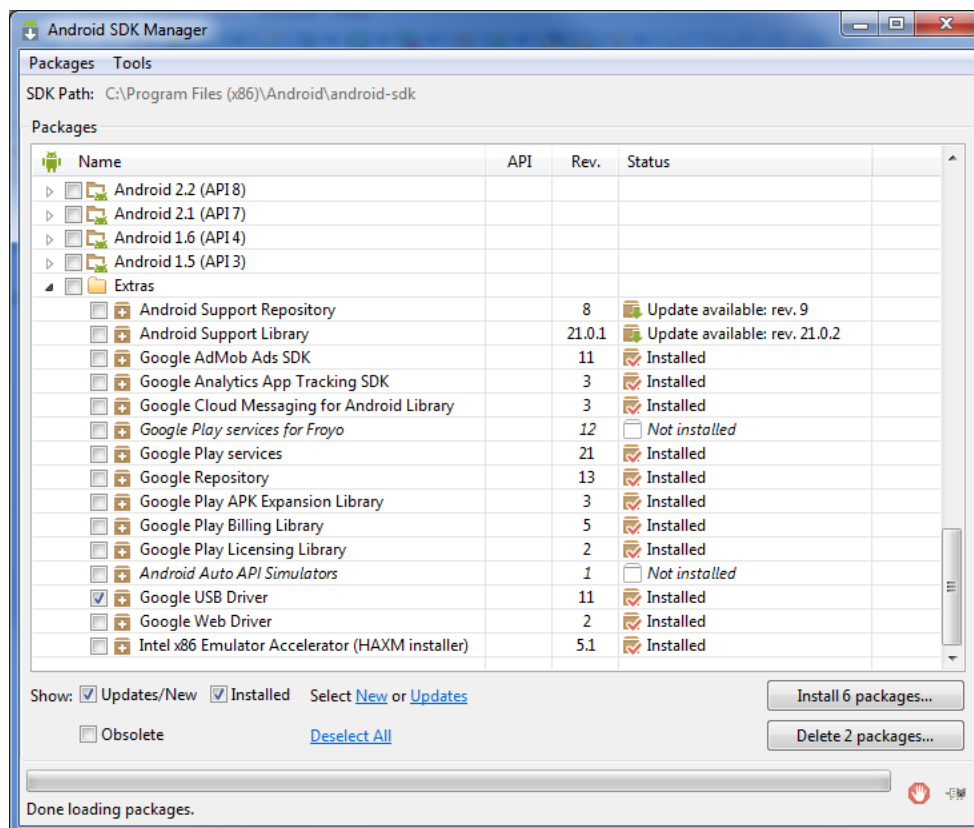 Android SDK Manager
Packages Tools
SDK Path: C:\Program Files (x86)\Android\android-sdk
Packages
Name API Rev. Status
Android 2.2 (API 8)
Android 2.1 (API 7)
Android 1.6 (API 4)
Android 1.5 (API 3)
Extras
Android Support Repository 8 Update available: rev. 9
Android Support Library 21.0.1 Update available: rev. 21.0.2
Google AdMob Ads SDK 11 Installed
Google Analytics App Tracking SDK 3 Installed
Google Cloud Messaging for Android Library 3 Installed
Google Play services for Froyo 12 Not installed
Google Play services 21 Installed
Google Repository 13 Installed
Google Play APK Expansion Library 3 Installed
Google Play Billing Library 5 Installed
Google Play Licensing Library 2 Installed
Android Auto API Simulators 1 Not installed
Google USB Driver 11 Installed
Google Web Driver 2 Installed
Intel x86 Emulator Accelerator (HAXM installer) 5.1 Installed
Show: Updates/New Installed Select New or Updates Install 6 packages...
Obsolete Deselect All Delete 2 packages...
Done loading packages.